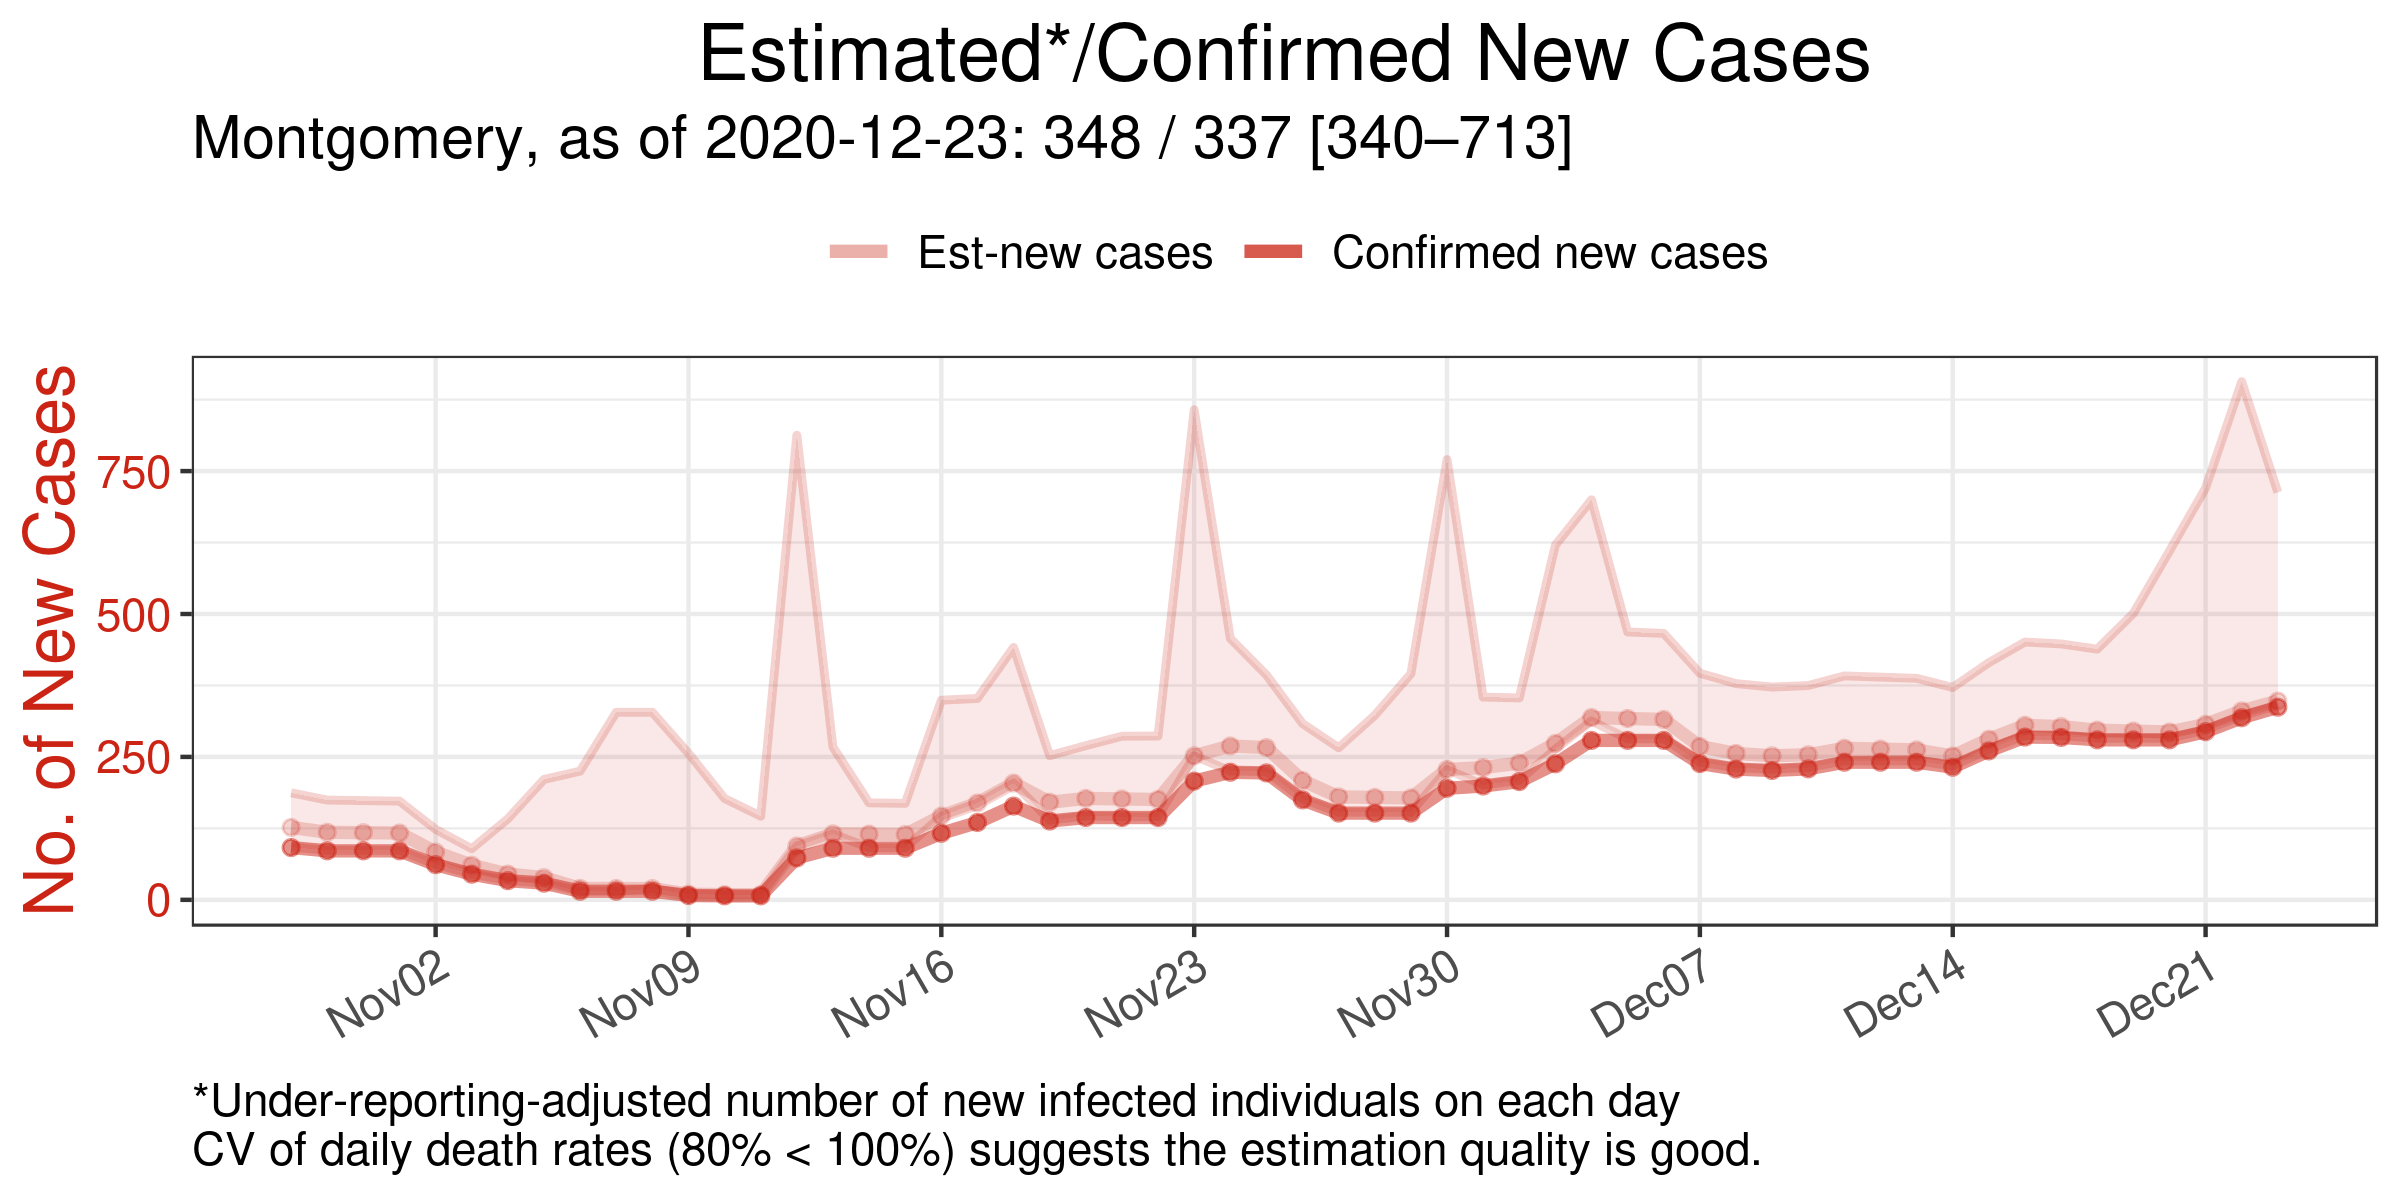 Estimated*/Confirmed New Cases
Montgomery, as of 2020-12-23: 348 / 337 [340–713]
Est-new cases
Confirmed new cases
No. of New Cases
750
500
250
0
Nov02
Nov09
Nov16
Nov23
Nov30
Dec07
Dec14
Dec21
*Under-reporting-adjusted number of new infected individuals on each day
CV of daily death rates (80% < 100%) suggests the estimation quality is good.